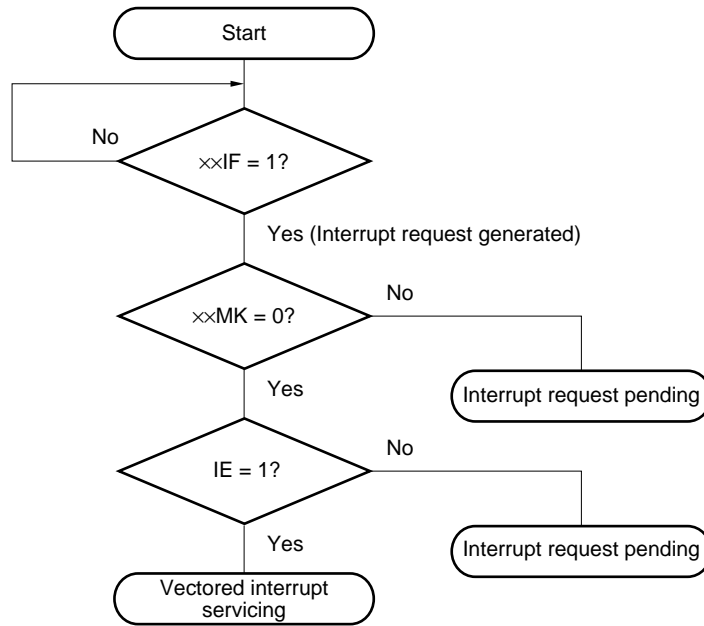 Start
No
××IF = 1?
Yes (Interrupt request generated)
××MK = 0?
No
Interrupt request pending
Yes
IE = 1?
No
Interrupt request pending
Yes
Vectored interrupt
servicing